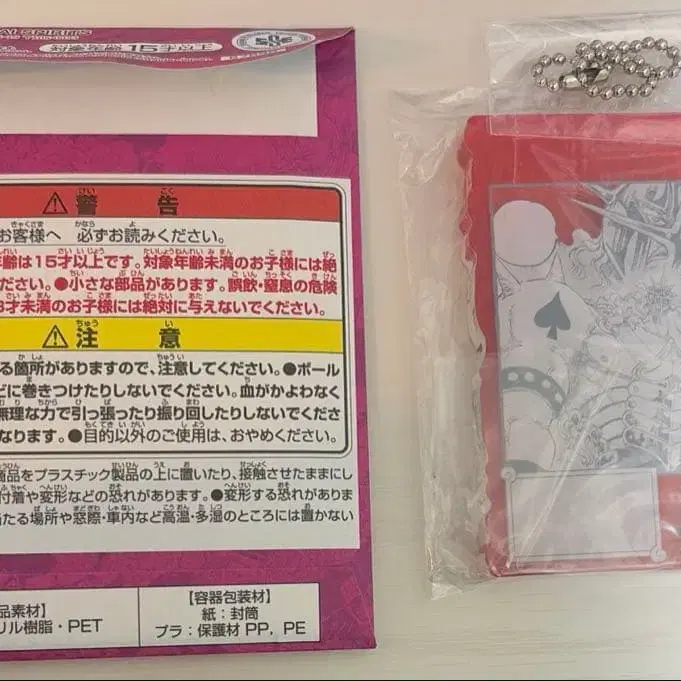 AI SPIRITS
対象年齢 15才以上
警告
お客様へ 必ずお読みください。
年齢は15才以上です。対象年齢未満のお子様には絶
ださい。●小さな部品があります。誤飲・窒息の危険
3才未満のお子様には絶対に与えないでください。
注意
る箇所がありますので、注意してください。●ボール
どに巻きつけたりしないでください。血がかよわなく
無理な力で引っ張ったり振り回したりしないでくださ
なります。●目的以外のご使用は、おやめください。
商品をプラスチック製品の上に置いたり、接触させたままにし
付着や変形などの恐れがあります。●変形する恐れがありま
当たる場所や窓際・車内など高温・多湿のところには置かない
品素材】
リル樹脂・PET
【容器包装材】
紙：封筒
プラ：保護材 PP, PE